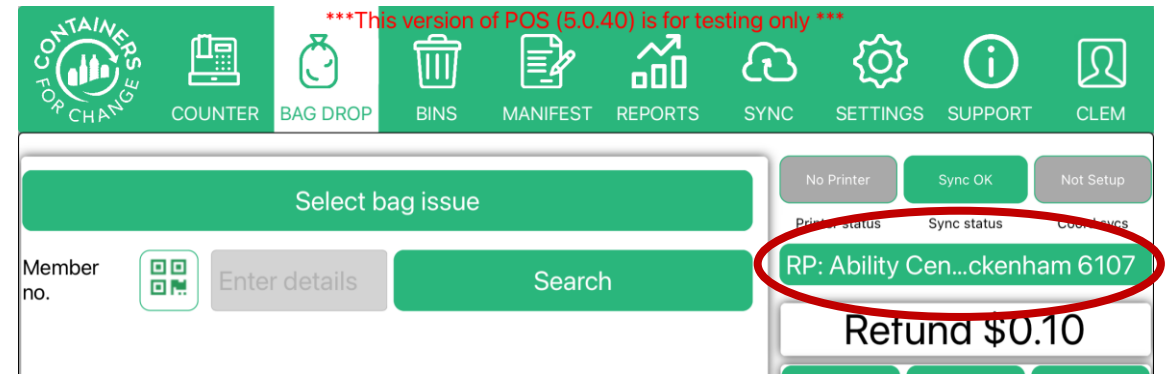 ***This version of POS (5.0.40) is for testing only ***
CONTAINERS FOR CHANGE
COUNTER
BAG DROP
BINS
MANIFEST
REPORTS
SYNC
SETTINGS
SUPPORT
CLEM
Select bag issue
Member no.
Enter details
Search
No Printer
Sync OK
Not Setup
Printer status
Sync status
Coord svcs
RP: Ability Cen...ckenham 6107
Refund $0.10